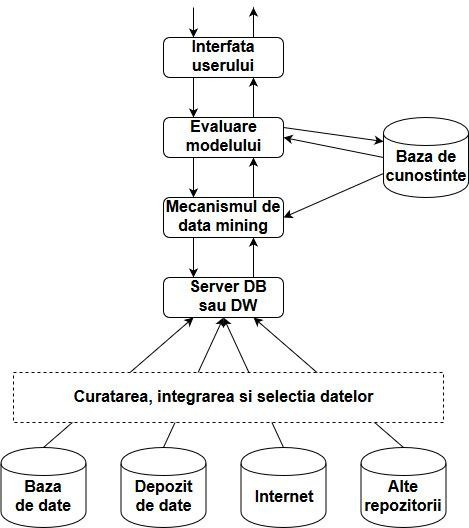 Interfata
userului
Evaluare
modelului
Baza de
cunostinte
Mecanismul de
data mining
Server DB
sau DW
Curatarea, integrarea si selectia datelor
Baza
de date
Depozit
de date
Internet
Alte
repozitorii